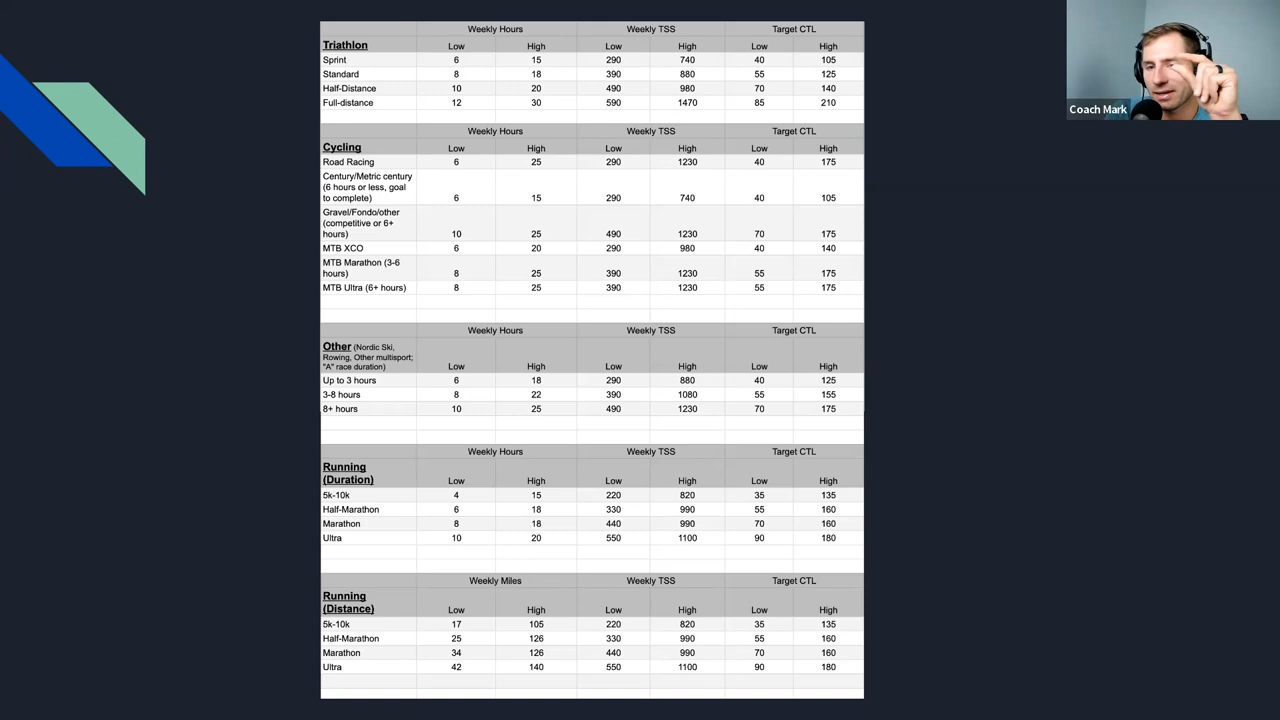 Weekly Hours Weekly TSS Target CTL
Triathlon Low High Low High Low High
Sprint 6 15 290 740 40 105
Standard 8 18 390 880 55 125
Half-Distance 10 20 490 980 70 140
Full-distance 12 30 590 1470 85 210
Weekly Hours Weekly TSS Target CTL
Cycling Low High Low High Low High
Road Racing 6 25 290 1230 40 175
Century/Metric century
(6 hours or less, goal
to complete) 6 15 290 740 40 105
Gravel/Fondo/other
(competitive or 6+
hours) 10 25 490 1230 70 175
MTB XCO 6 20 290 980 40 140
MTB Marathon (3-6
hours) 8 25 390 1230 55 175
MTB Ultra (6+ hours) 8 25 390 1230 55 175
Weekly Hours Weekly TSS Target CTL
Other (Nordic Ski,
Rowing, Other multisport;
"A" race duration) Low High Low High Low High
Up to 3 hours 6 18 290 880 40 125
3-8 hours 8 22 390 1080 55 155
8+ hours 10 25 490 1230 70 175
Weekly Hours Weekly TSS Target CTL
Running
(Duration) Low High Low High Low High
5k-10k 4 15 220 820 35 135
Half-Marathon 6 18 330 990 55 160
Marathon 8 18 440 990 70 160
Ultra 10 20 550 1100 90 180
Weekly Miles Weekly TSS Target CTL
Running
(Distance) Low High Low High Low High
5k-10k 17 105 220 820 35 135
Half-Marathon 25 126 330 990 55 160
Marathon 34 126 440 990 70 160
Ultra 42 140 550 1100 90 180
Coach Mark